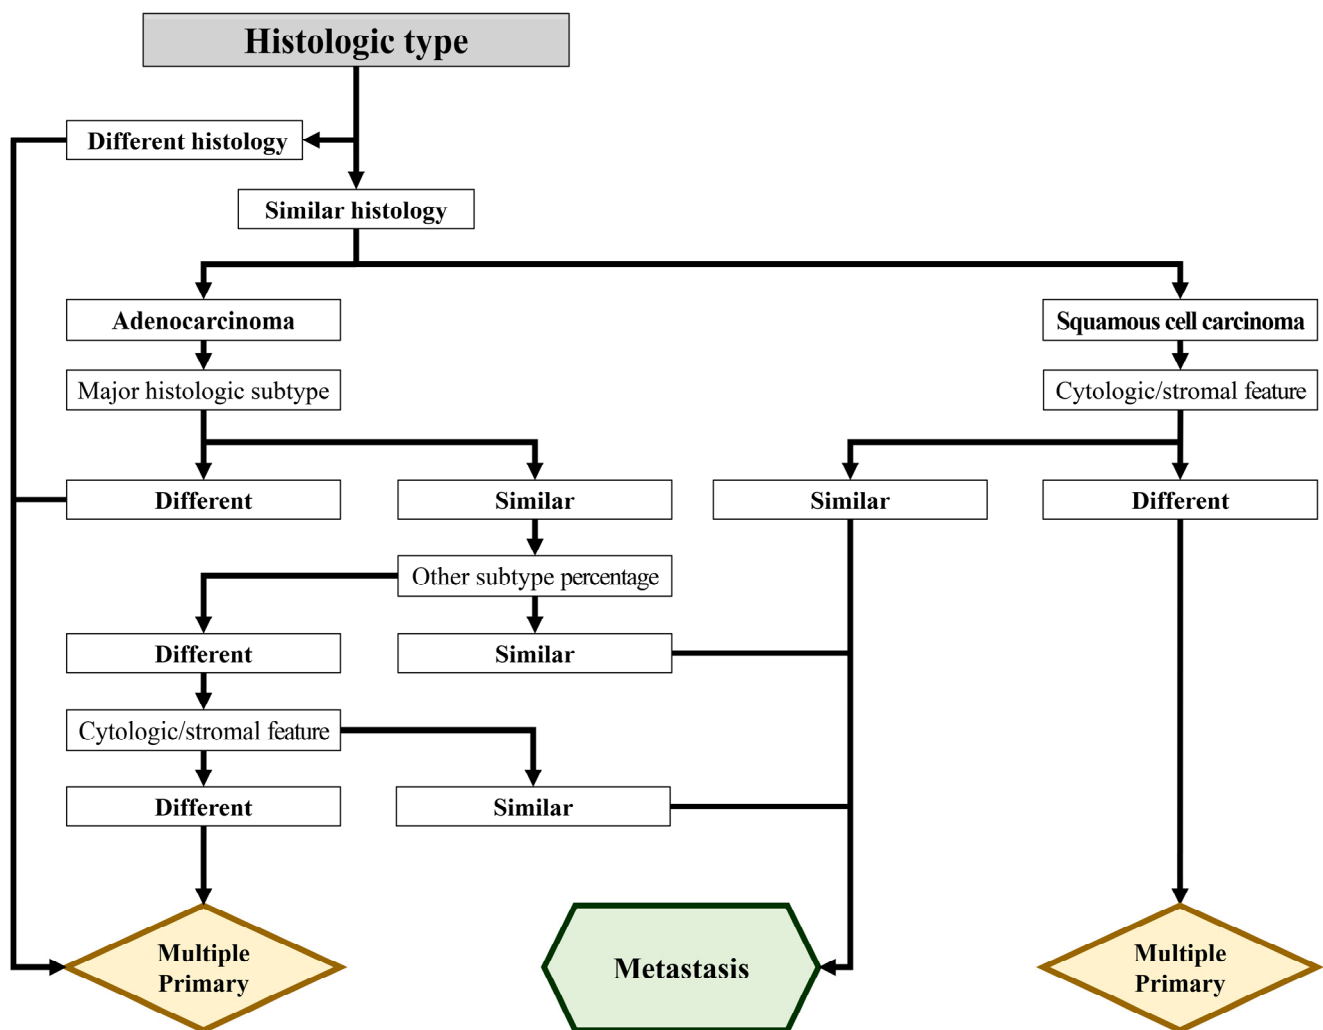 Histologic type
Different histology
Similar histology
Adenocarcinoma
Squamous cell carcinoma
Major histologic subtype
Cytologic/stromal feature
Different
Similar
Similar
Different
Other subtype percentage
Different
Similar
Cytologic/stromal feature
Different
Similar
Multiple
Primary
Metastasis
Multiple
Primary